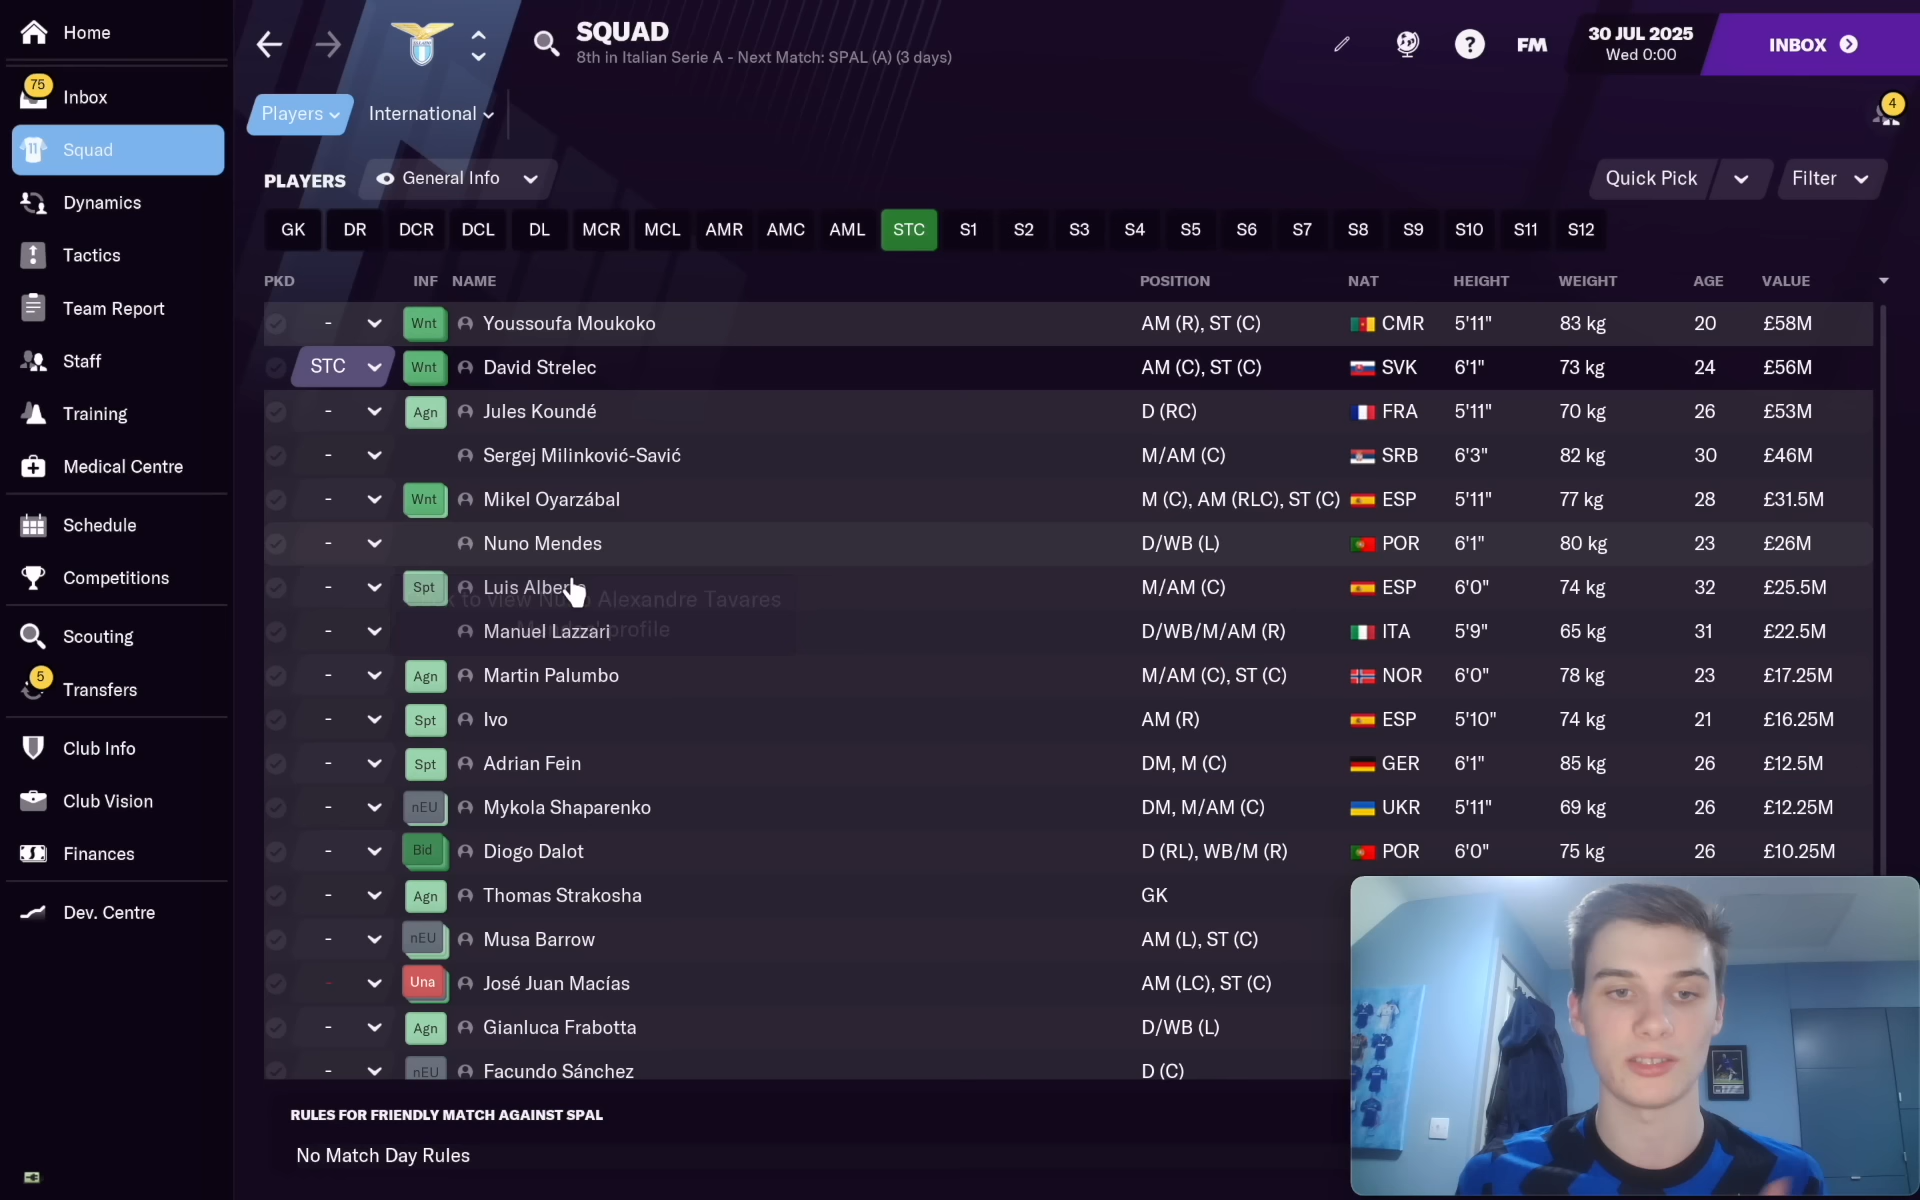 Home
75
Inbox
Squad
Dynamics
Tactics
Team Report
Staff
Training
Medical Centre
Schedule
Competitions
Scouting
5
Transfers
Club Info
Club Vision
Finances
Dev. Centre
SQUAD
8th in Italian Serie A - Next Match: SPAL (A) (3 days)
FM
30 JUL 2025
Wed 0:00
INBOX
Players International
4
PLAYERS General Info Quick Pick Filter
GK DR DCR DCL DL MCR MCL AMR AMC AML STC S1 S2 S3 S4 S5 S6 S7 S8 S9 S10 S11 S12
PKD INF NAME POSITION NAT HEIGHT WEIGHT AGE VALUE
- Wnt Youssoufa Moukoko AM (R), ST (C) CMR 5'11" 83 kg 20 £58M
STC Wnt David Strelec AM (C), ST (C) SVK 6'1" 73 kg 24 £56M
- Agn Jules Koundé D (RC) FRA 5'11" 70 kg 26 £53M
- Sergej Milinković-Savić M/AM (C) SRB 6'3" 82 kg 30 £46M
- Wnt Mikel Oyarzábal M (C), AM (RLC), ST (C) ESP 5'11" 77 kg 28 £31.5M
- Nuno Mendes D/WB (L) POR 6'1" 80 kg 23 £26M
- Spt Luis Alberto M/AM (C) ESP 6'0" 74 kg 32 £25.5M
to view Nuno Alexandre Tavares
profile
- Manuel Lazzari D/WB/M/AM (R) ITA 5'9" 65 kg 31 £22.5M
- Agn Martin Palumbo M/AM (C), ST (C) NOR 6'0" 78 kg 23 £17.25M
- Spt Ivo AM (R) ESP 5'10" 74 kg 21 £16.25M
- Spt Adrian Fein DM, M (C) GER 6'1" 85 kg 26 £12.5M
- nEU Mykola Shaparenko DM, M/AM (C) UKR 5'11" 69 kg 26 £12.25M
- Bid Diogo Dalot D (RL), WB/M (R) POR 6'0" 75 kg 26 £10.25M
- Agn Thomas Strakosha GK
- nEU Musa Barrow AM (L), ST (C)
- Una José Juan Macías AM (LC), ST (C)
- Agn Gianluca Frabotta D/WB (L)
- nEU Facundo Sánchez D (C)
RULES FOR FRIENDLY MATCH AGAINST SPAL
No Match Day Rules